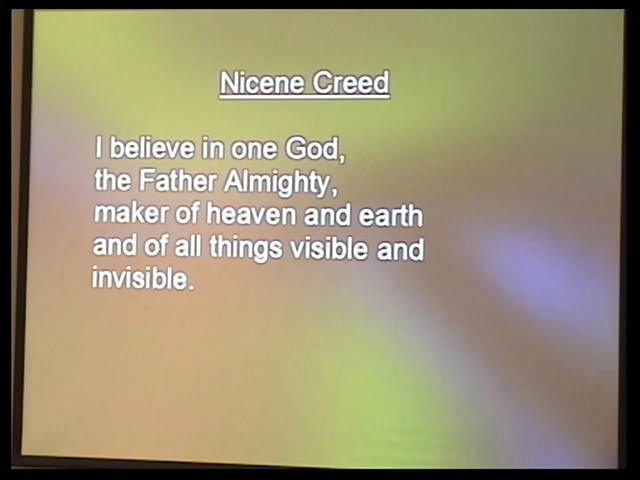 Nicene Creed
I believe in one God,
the Father Almighty,
maker of heaven and earth
and of all things visible and
invisible.